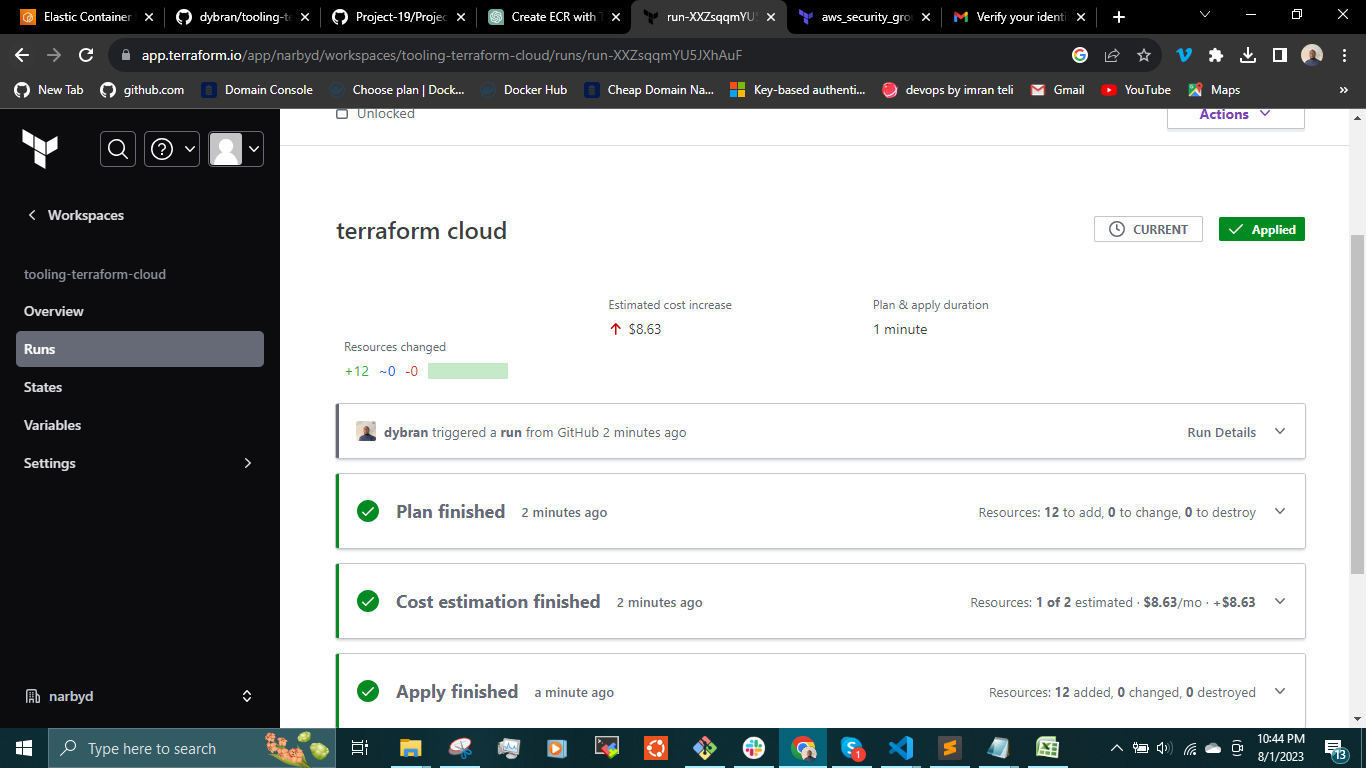 Elastic Container
dybran/tooling-te
Project-19/Projec
Create ECR with T
run-XXZsqqmYU5
aws_security_gro
Verify your identi
app.terraform.io/app/narbyd/workspaces/tooling-terraform-cloud/runs/run-XXZsqqmYU5JXhAuF
New Tab
github.com
Domain Console
Choose plan | Dock...
Docker Hub
Cheap Domain Na...
Key-based authenti...
devops by imran teli
Gmail
YouTube
Maps
»
Unlocked
Actions
Workspaces
terraform cloud
CURRENT
Applied
tooling-terraform-cloud
Overview
Runs
States
Variables
Settings
Estimated cost increase
$8.63
Plan & apply duration
1 minute
Resources changed
+12 ~0 -0
dybran triggered a run from GitHub 2 minutes ago
Run Details
Plan finished 2 minutes ago
Resources: 12 to add, 0 to change, 0 to destroy
Cost estimation finished 2 minutes ago
Resources: 1 of 2 estimated · $8.63/mo · +$8.63
Apply finished a minute ago
Resources: 12 added, 0 changed, 0 destroyed
narbyd
Type here to search
1
10:44 PM
8/1/2023
13